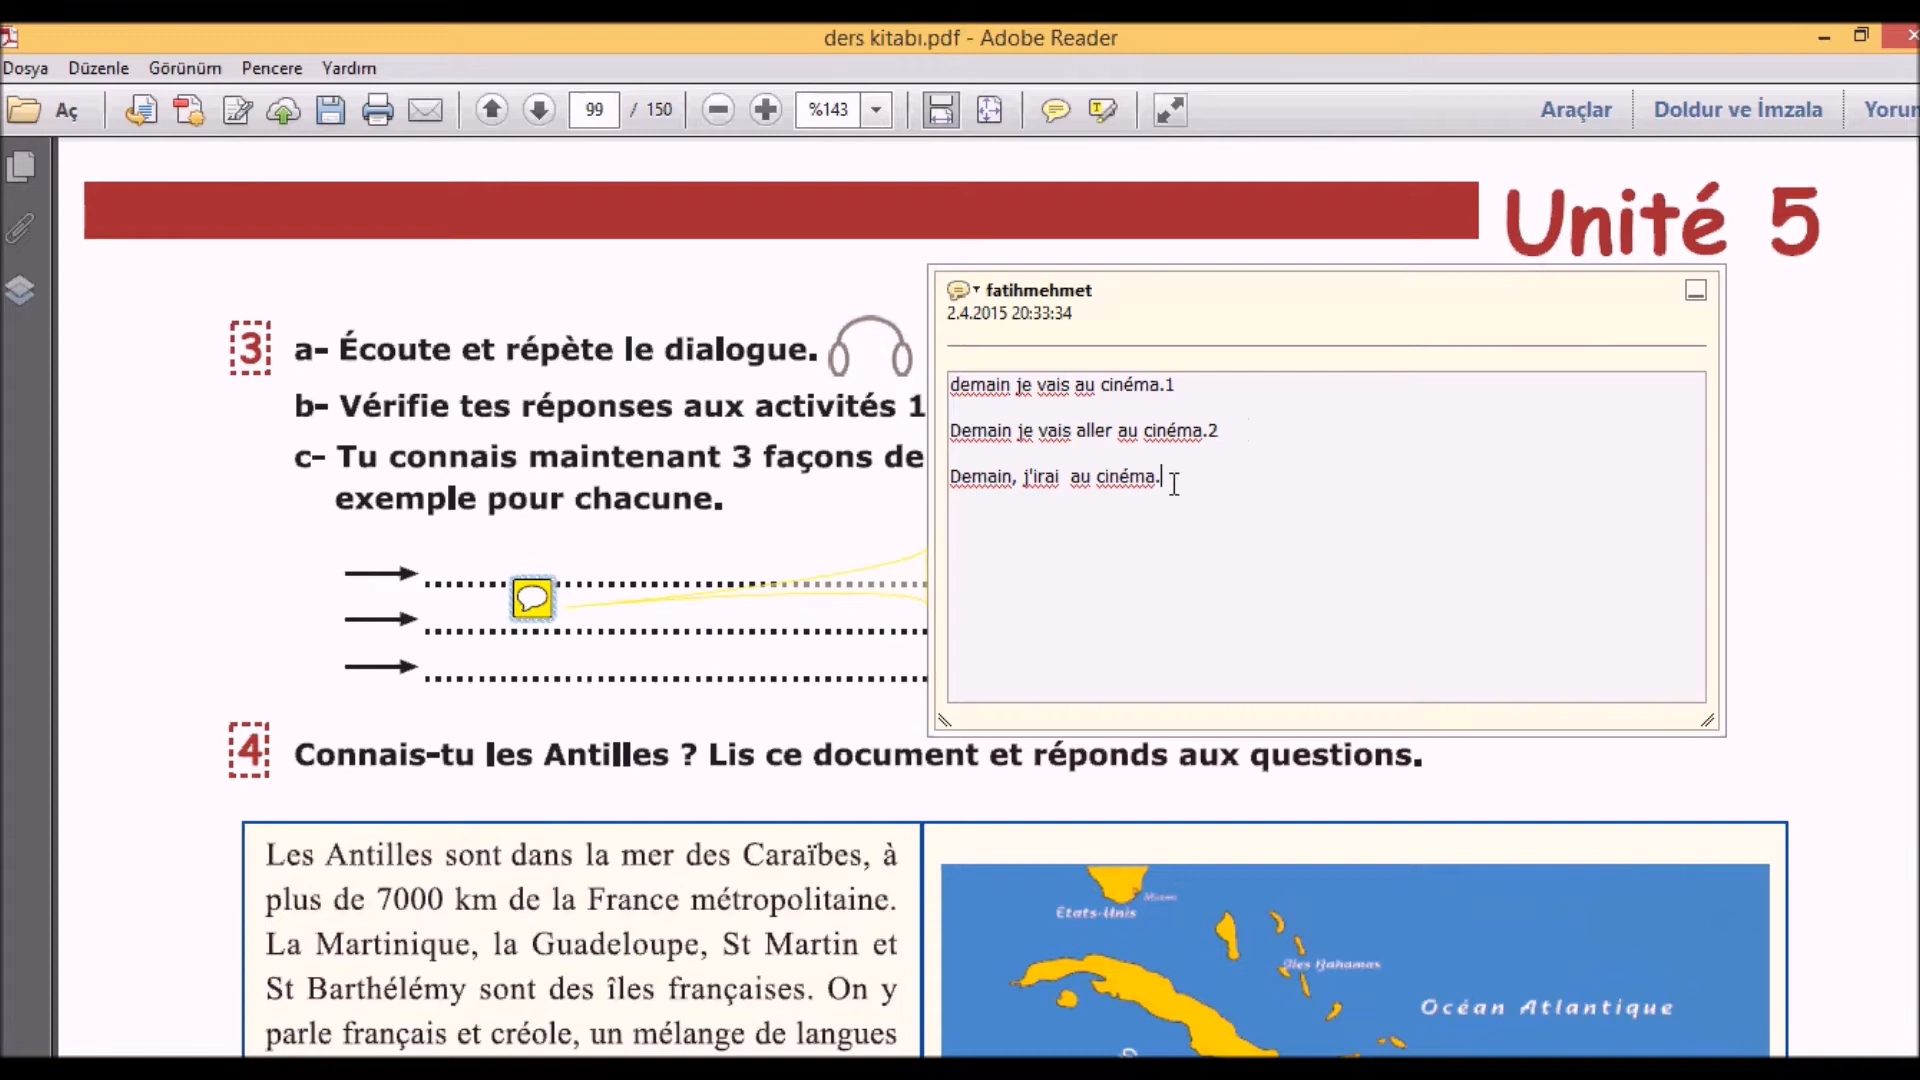 ders kitabı.pdf - Adobe Reader
Dosya Düzenle Görünüm Pencere Yardım
Aç
99 / 150
%143
Araçlar
Doldur ve İmzala
Yorum
Unité 5
fatihmehmet
2.4.2015 20:33:34
demain je vais au cinéma.1
Demain je vais aller au cinéma.2
Demain, j'irai  au cinéma.
3
a- Écoute et répète le dialogue.
b- Vérifie tes réponses aux activités 1
c- Tu connais maintenant 3 façons de
exemple pour chacune.
4
Connais-tu les Antilles ? Lis ce document et réponds aux questions.
Les Antilles sont dans la mer des Caraïbes, à
plus de 7000 km de la France métropolitaine.
La Martinique, la Guadeloupe, St Martin et
St Barthélémy sont des îles françaises. On y
parle français et créole, un mélange de langues
Miami
États-Unis
Îles Bahamas
Océan Atlantique